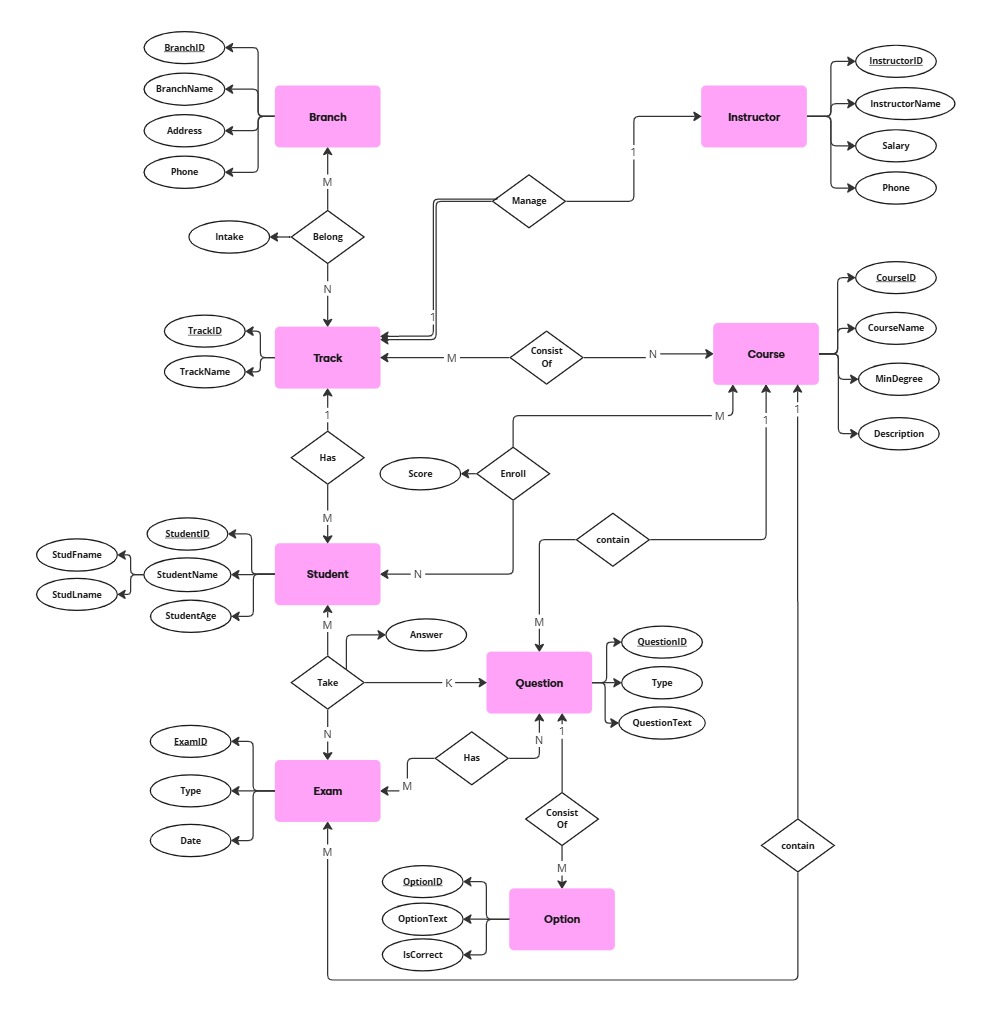 BranchID
BranchName
Address
Phone
Branch
InstructorID
InstructorName
Salary
Phone
Instructor
M
1
Manage
Intake
Belong
N
1
TrackID
TrackName
Track
M
Consist
Of
N
Course
CourseID
CourseName
MinDegree
Description
1
M
1
1
Has
Score
Enroll
M
contain
StudentID
StudFname
StudentName
StudLname
StudentAge
Student
N
M
M
Answer
Take
K
Question
QuestionID
Type
QuestionText
N
1
N
Has
M
ExamID
Type
Date
Exam
Consist
Of
M
contain
M
OptionID
OptionText
IsCorrect
Option